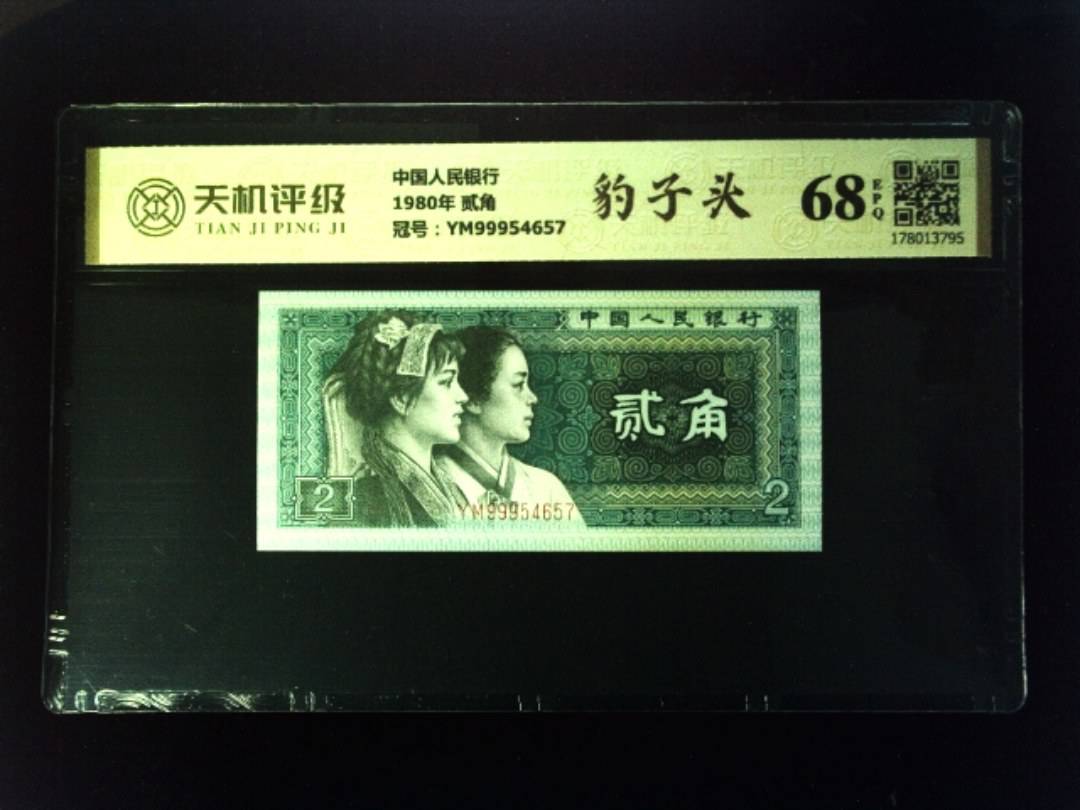 天机评级
TIAN JI PING JI
中国人民银行
1980年 贰角
冠号：YM99954657
豹子头
68
EPQ
178013795
中国人民银行
贰角
2
YM99954657
2